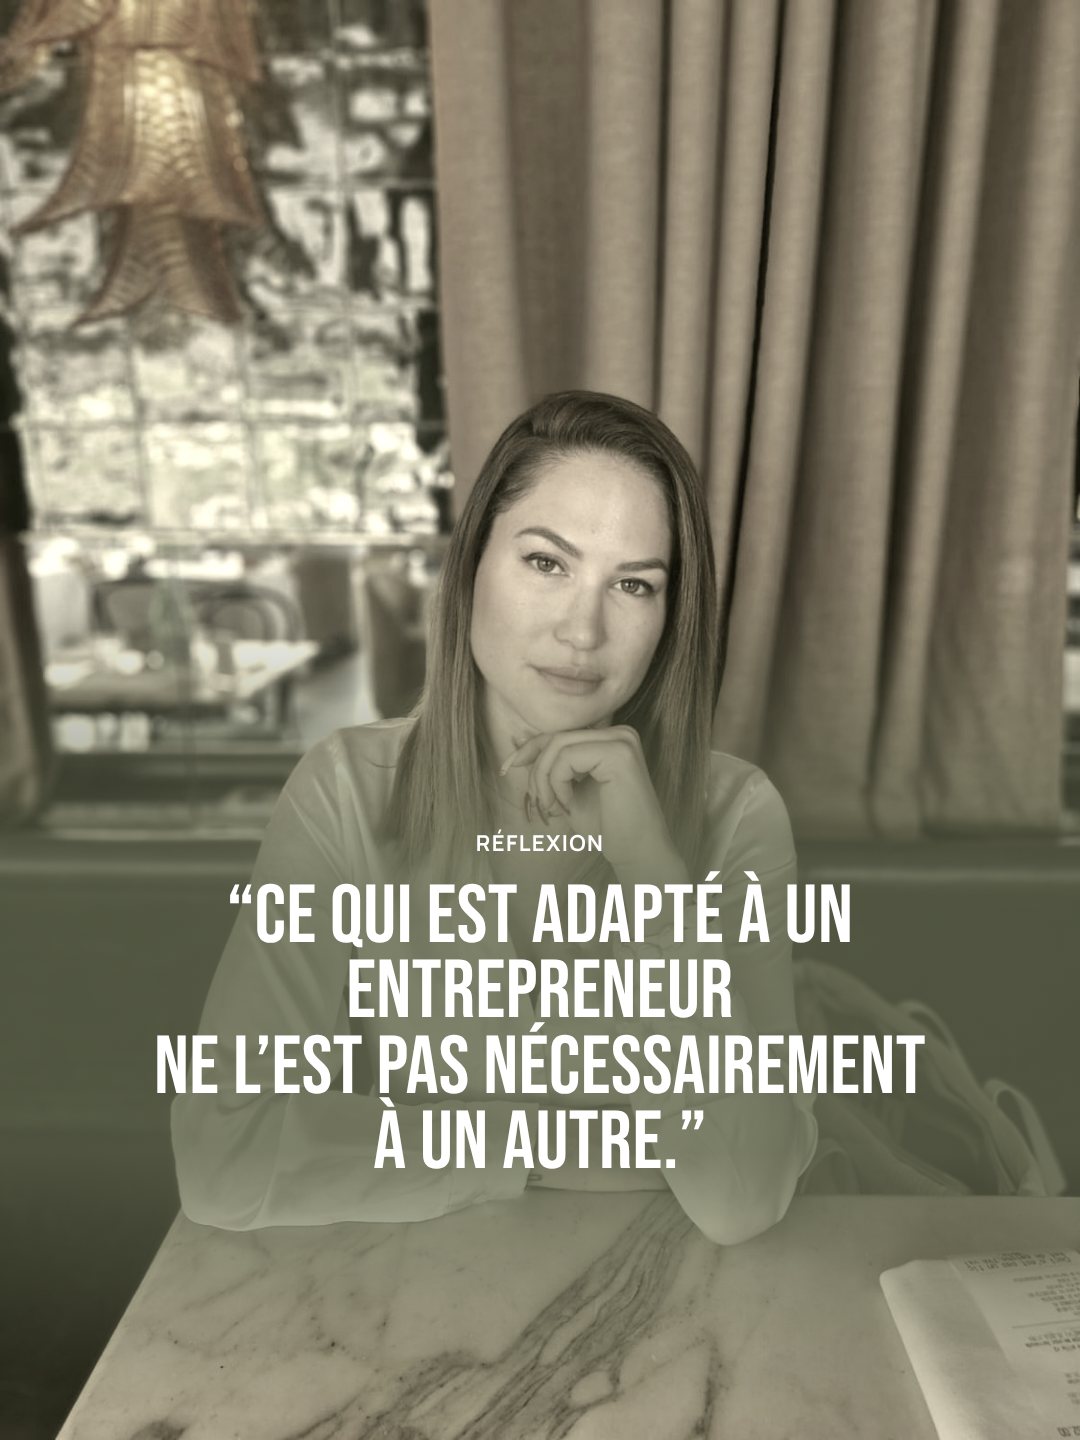 RÉFLEXION
“CE QUI EST ADAPTÉ À UN
ENTREPRENEUR
NE L’EST PAS NÉCESSAIREMENT
À UN AUTRE.”